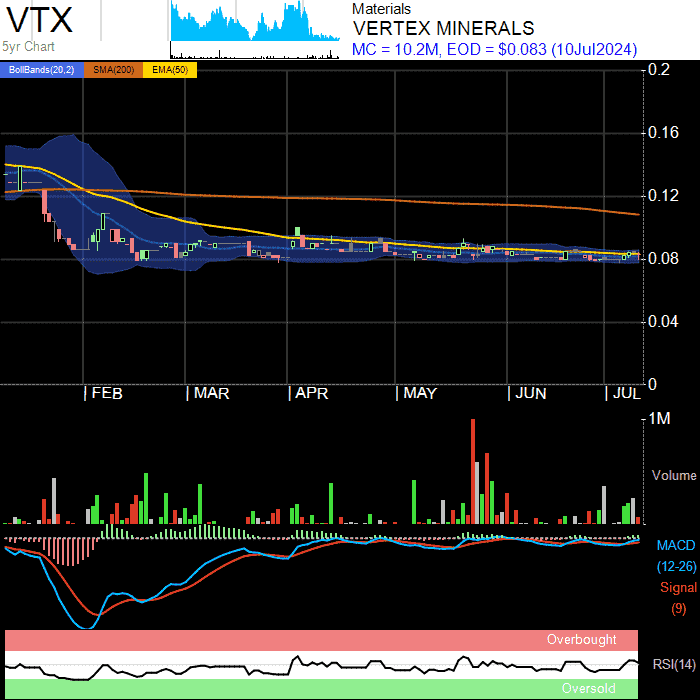 VTX
5yr Chart
Materials
VERTEX MINERALS
MC = 10.2M, EOD = $0.083 (10Jul2024)
BollBands(20,2) SMA(200) EMA(50)
0.2
0.16
0.12
0.08
0.04
0
FEB MAR APR MAY JUN JUL
1M
Volume
MACD
(12-26)
Signal
(9)
Overbought
RSI(14)
Oversold